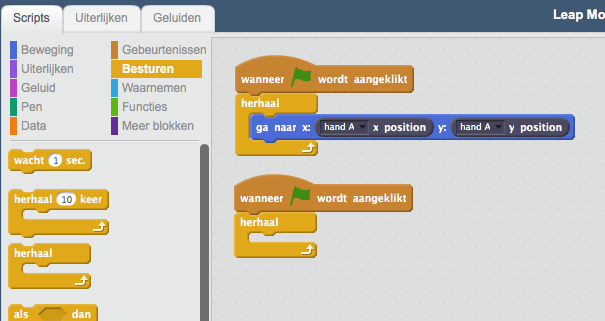 Scripts
Uiterlijken
Geluiden
Leap Mo
Beweging
Gebeurtenissen
Uiterlijken
Besturen
Geluid
Waarnemen
Pen
Functies
Data
Meer blokken
wacht 1 sec.
herhaal 10 keer
herhaal
als dan
wanneer wordt aangeklikt
herhaal
ga naar x: hand A x position y: hand A y position
wanneer wordt aangeklikt
herhaal